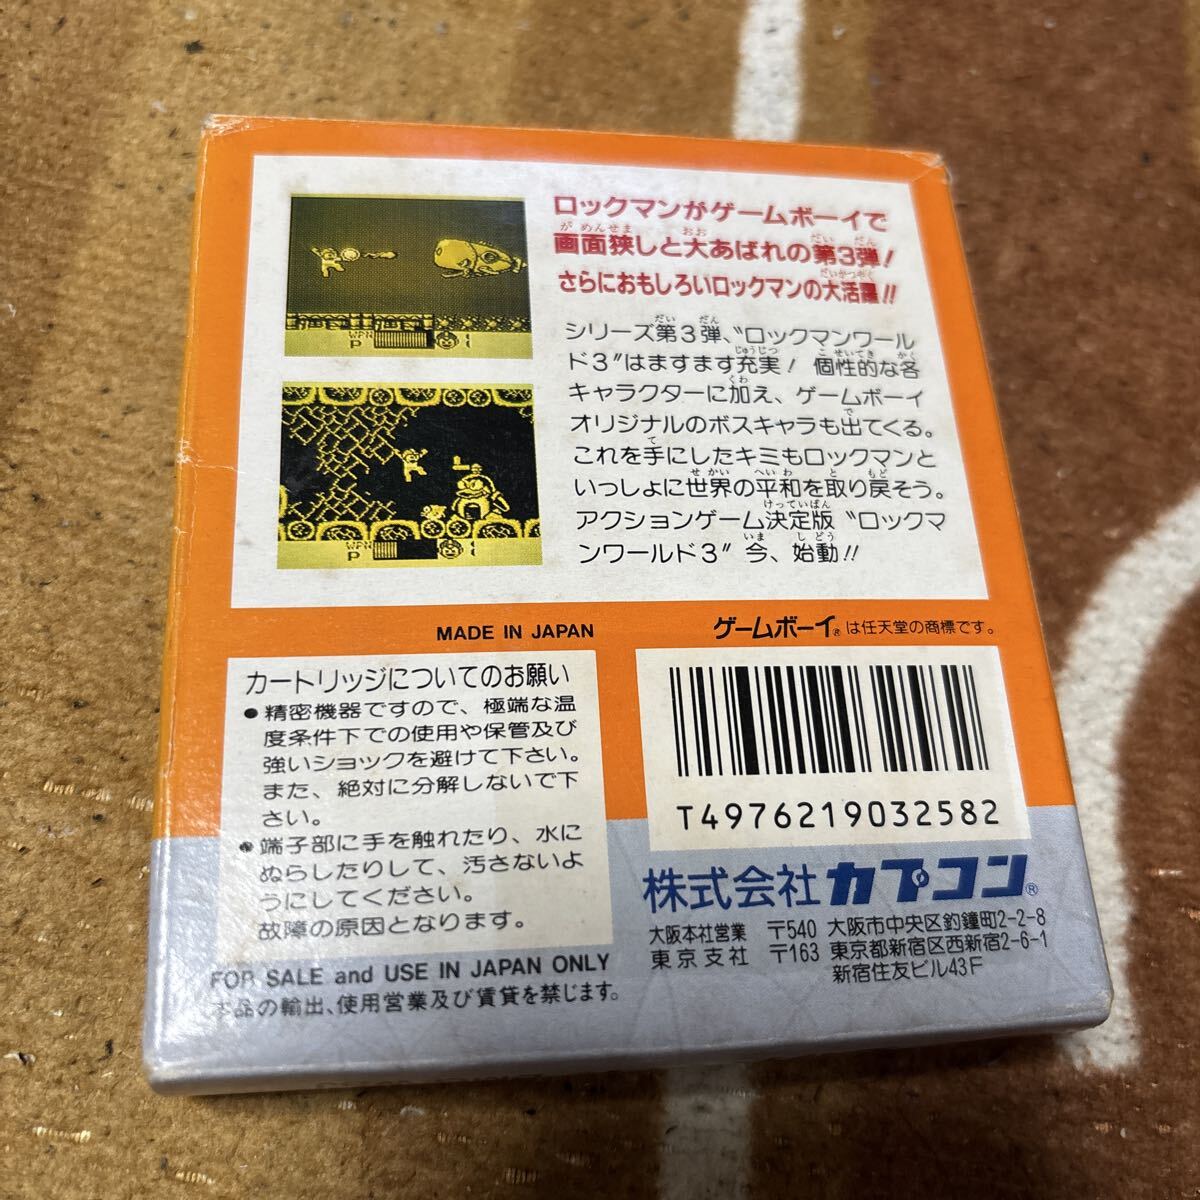 ロックマンがゲームボーイで
画面狭しと大あばれの第3弾!
さらにおもしろいロックマンの大活躍!!
シリーズ第3弾、〝ロックマンワール
ド3〟はますます充実! 個性的な各
キャラクターに加え、ゲームボーイ
オリジナルのボスキャラも出てくる。
これを手にしたキミもロックマンと
いっしょに世界の平和を取り戻そう。
アクションゲーム決定版〝ロックマ
ンワールド3〟今、始動!!
WPN
P
WPN
P
MADE IN JAPAN
ゲームボーイ®は任天堂の商標です。
カートリッジについてのお願い
●精密機器ですので、極端な温
度条件下での使用や保管及び
強いショックを避けて下さい。
また、絶対に分解しないで下
さい。
●端子部に手を触れたり、水に
ぬらしたりして、汚さないよ
うにしてください。
故障の原因となります。
T4976219032582
株式会社カプコン®
大阪本社営業 〒540 大阪市中央区釣鐘町2-2-8
東京支社 〒163 東京都新宿区西新宿2-6-1
新宿住友ビル43F
FOR SALE and USE IN JAPAN ONLY
本品の輸出、使用営業及び賃貸を禁じます。